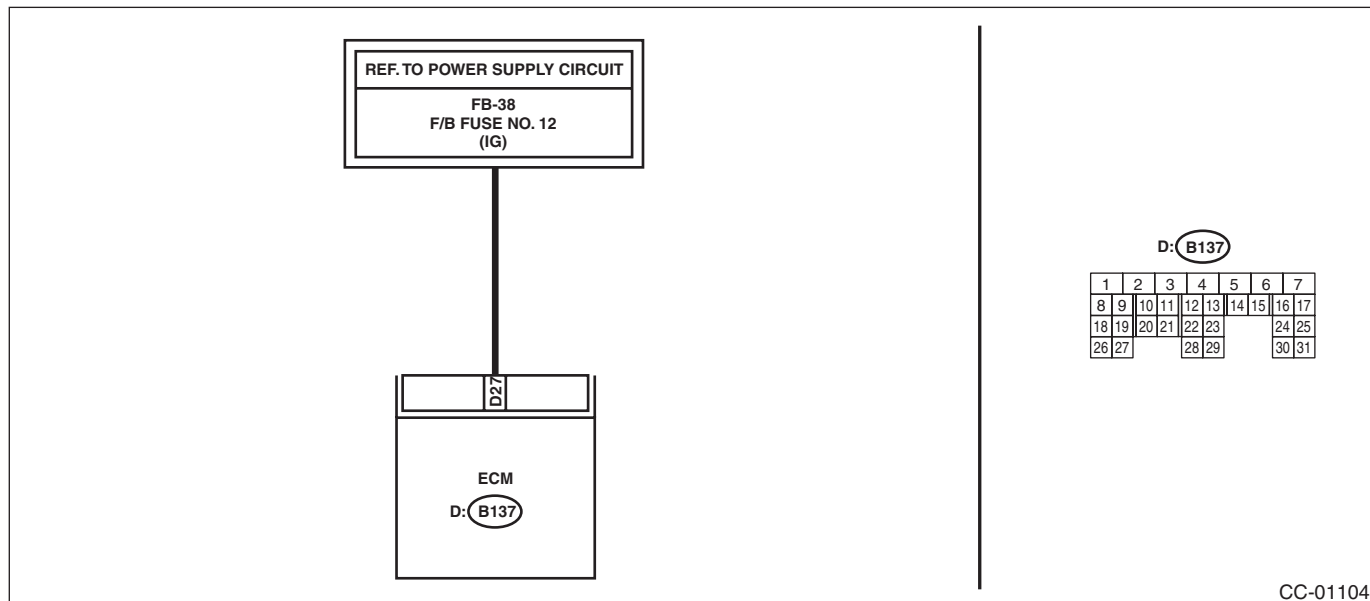 REF. TO POWER SUPPLY CIRCUIT
FB-38
F/B FUSE NO. 12
(IG)
D27
ECM
D: B137
D: B137
1 2 3 4 5 6 7
8 9 10 11 12 13 14 15 16 17
18 19 20 21 22 23 24 25
26 27 28 29 30 31
CC-01104